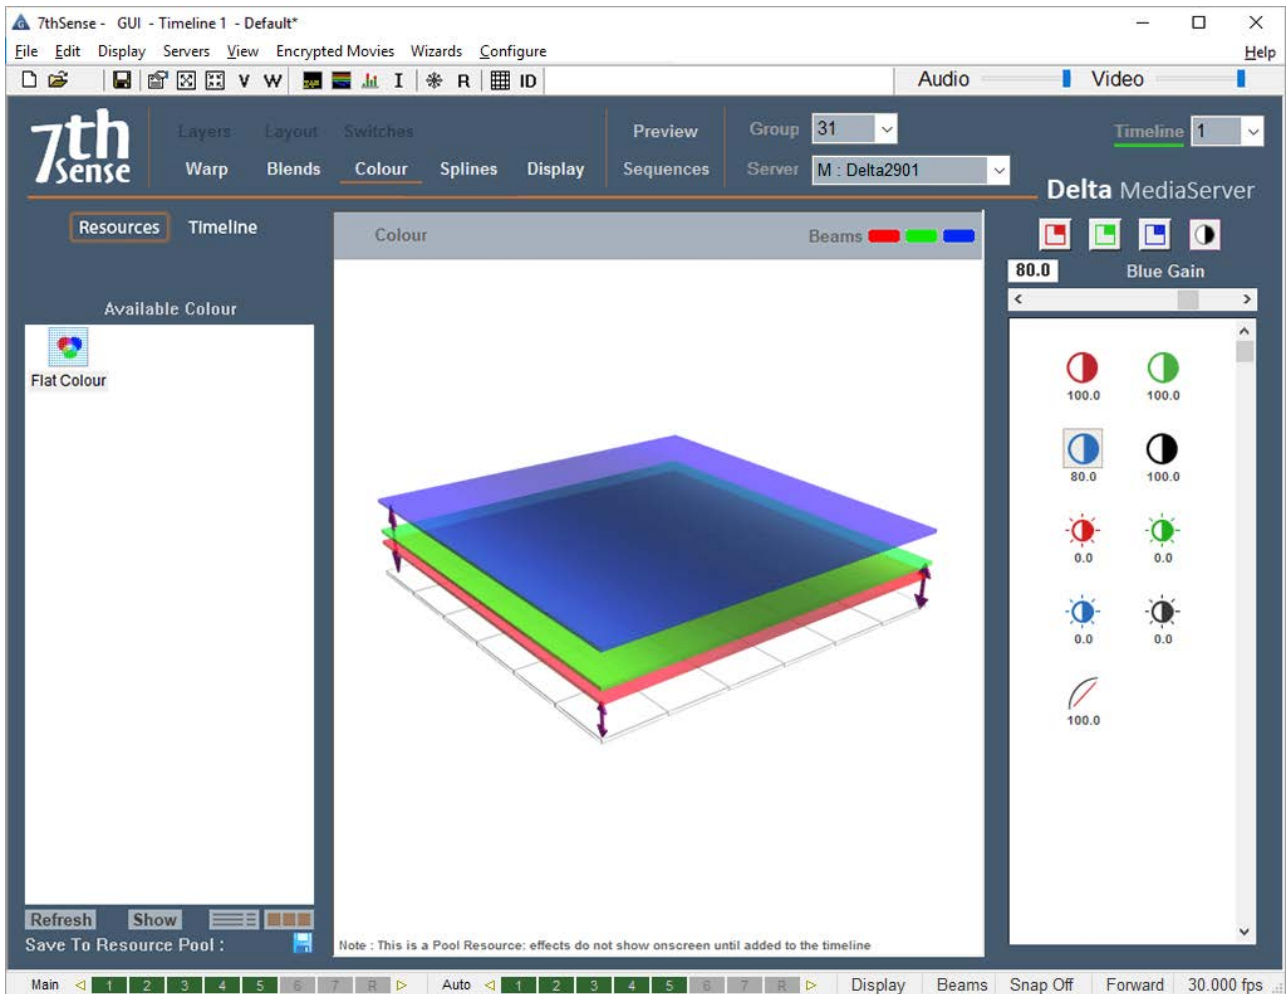 7thSense - GUI - Timeline 1 - Default*
File Edit Display Servers View Encrypted Movies Wizards Configure Help
V W I R ID Audio Video
7th Sense
Layers Layout Switches Preview Group 31 Timeline 1
Warp Blends Colour Splines Display Sequences Server M : Delta2901
Delta MediaServer
Resources Timeline
Colour Beams
80.0 Blue Gain
Available Colour
Flat Colour
100.0 100.0
80.0 100.0
0.0 0.0
0.0 0.0
100.0
Refresh Show
Save To Resource Pool :
Note : This is a Pool Resource: effects do not show onscreen until added to the timeline
Main 1 2 3 4 5 6 7 R Auto 1 2 3 4 5 6 7 R Display Beams Snap Off Forward 30.000 fps